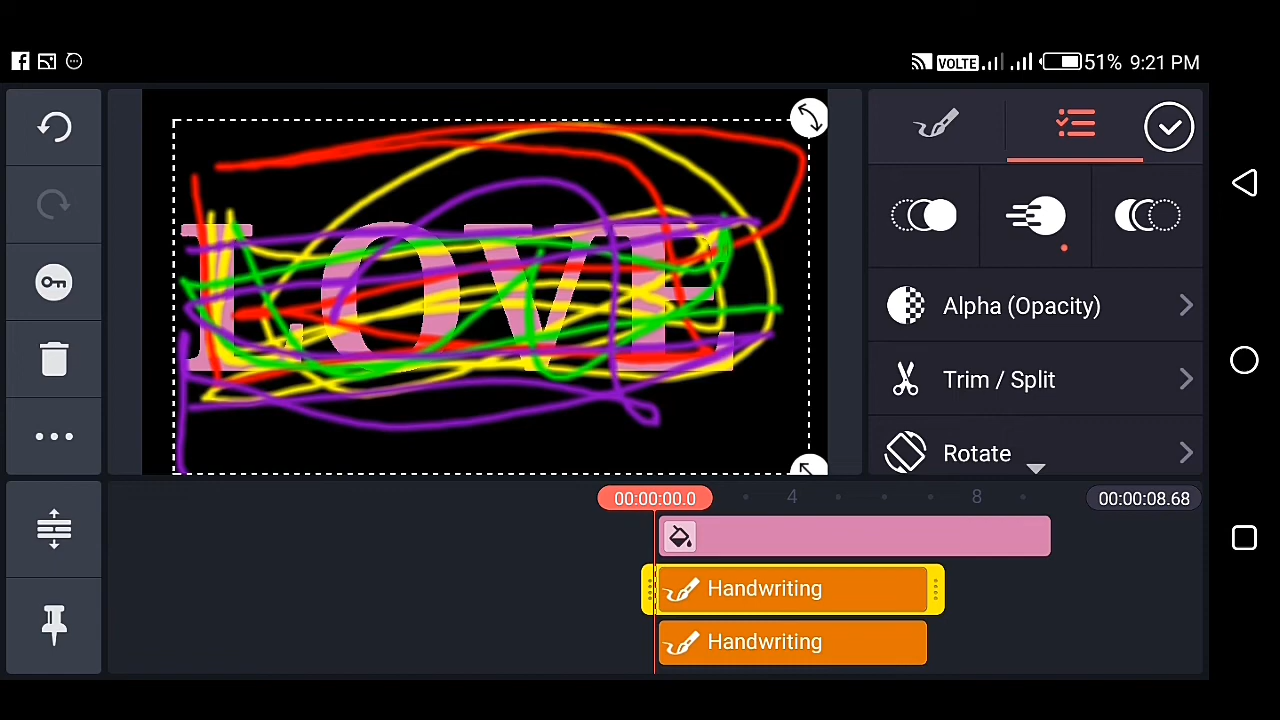 VOLTE 51% 9:21 PM
LOVE
Alpha (Opacity)
Trim / Split
Rotate
00:00:00.0 4 8 00:00:08.68
Handwriting
Handwriting